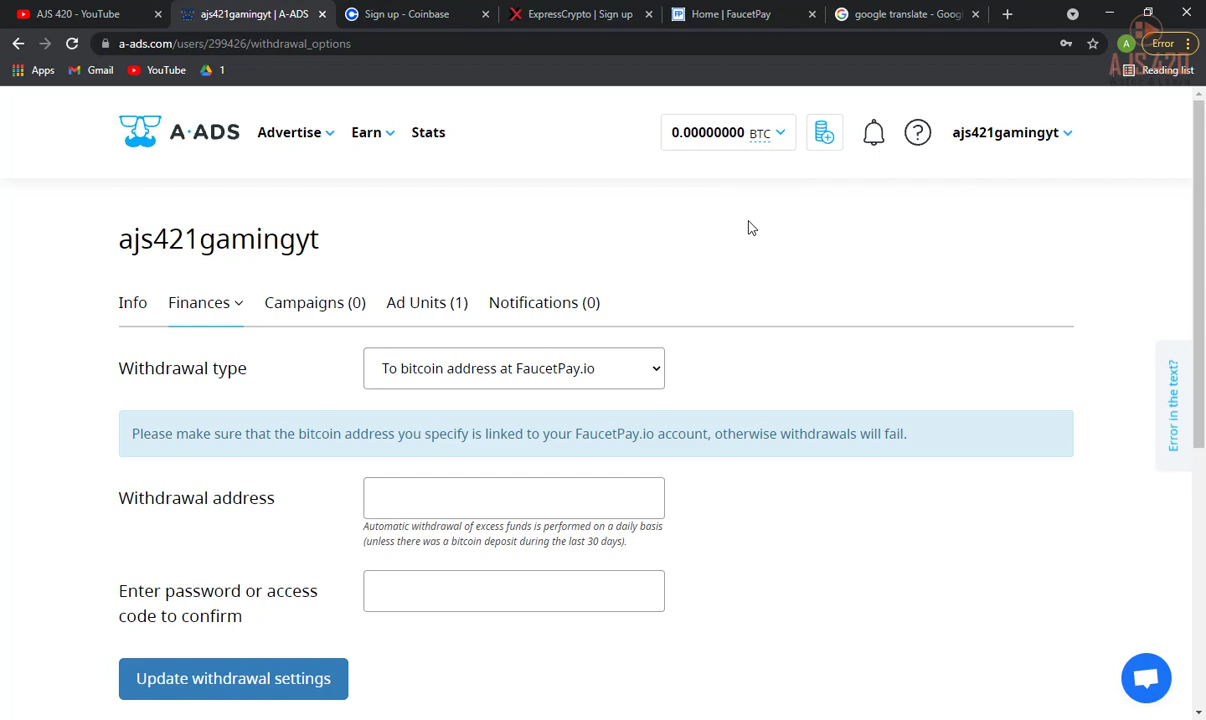 AJS 420 - YouTube
ajs421gamingyt | A-ADS
Sign up - Coinbase
ExpressCrypto | Sign up
Home | FaucetPay
google translate - Goog
a-ads.com/users/299426/withdrawal_options
A
Error
Apps
Gmail
YouTube
1
AJS 420
Reading list
A-ADS
Advertise
Earn
Stats
0.00000000 BTC
ajs421gamingyt
ajs421gamingyt
Info
Finances
Campaigns (0)
Ad Units (1)
Notifications (0)
Withdrawal type
To bitcoin address at FaucetPay.io
Please make sure that the bitcoin address you specify is linked to your FaucetPay.io account, otherwise withdrawals will fail.
Error in the text?
Withdrawal address
Automatic withdrawal of excess funds is performed on a daily basis
(unless there was a bitcoin deposit during the last 30 days).
Enter password or access
code to confirm
Update withdrawal settings